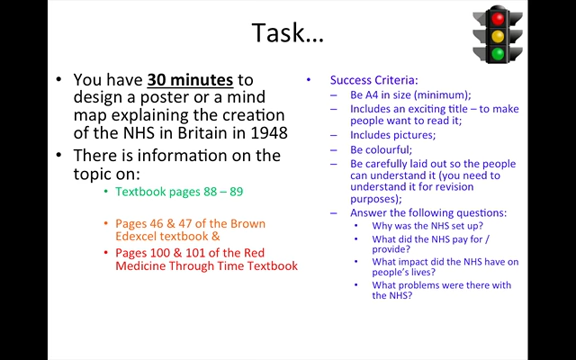 Task...
• You have 30 minutes to
design a poster or a mind
map explaining the creation
of the NHS in Britain in 1948
• There is information on the
topic on:
• Textbook pages 88 – 89
• Pages 46 & 47 of the Brown
Edexcel textbook &
• Pages 100 & 101 of the Red
Medicine Through Time Textbook
• Success Criteria:
– Be A4 in size (minimum);
– Includes an exciting title – to make
people want to read it;
– Includes pictures;
– Be colourful;
– Be carefully laid out so the people
can understand it (you need to
understand it for revision
purposes);
– Answer the following questions:
• Why was the NHS set up?
• What did the NHS pay for /
provide?
• What impact did the NHS have on
people's lives?
• What problems were there with
the NHS?